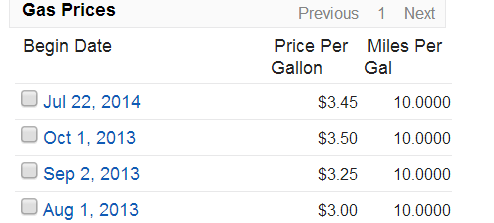 Gas Prices Previous 1 Next
Begin Date Price Per Gallon Miles Per Gal
Jul 22, 2014 $3.45 10.0000
Oct 1, 2013 $3.50 10.0000
Sep 2, 2013 $3.25 10.0000
Aug 1, 2013 $3.00 10.0000